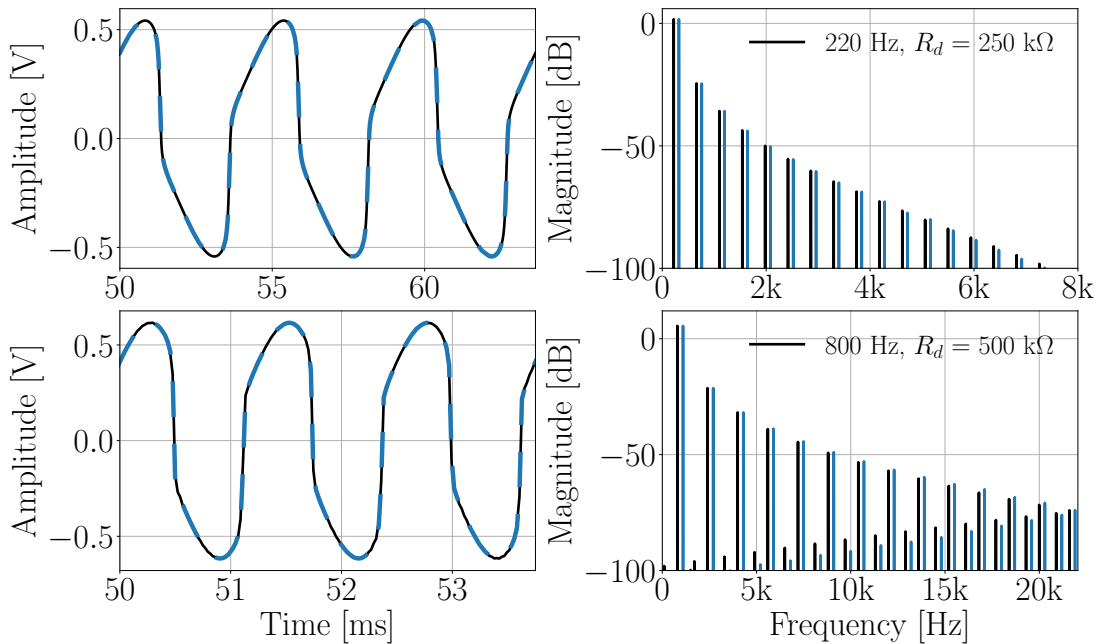 Amplitude [V]
0.5
0.0
−0.5
50
55
60
Magnitude [dB]
0
−50
−100
2k
4k
6k
8k
220 Hz, R_d = 250 kΩ
Amplitude [V]
0.5
0.0
−0.5
50
51
52
53
Time [ms]
Magnitude [dB]
0
−50
−100
0
5k
10k
15k
20k
800 Hz, R_d = 500 kΩ
Frequency [Hz]